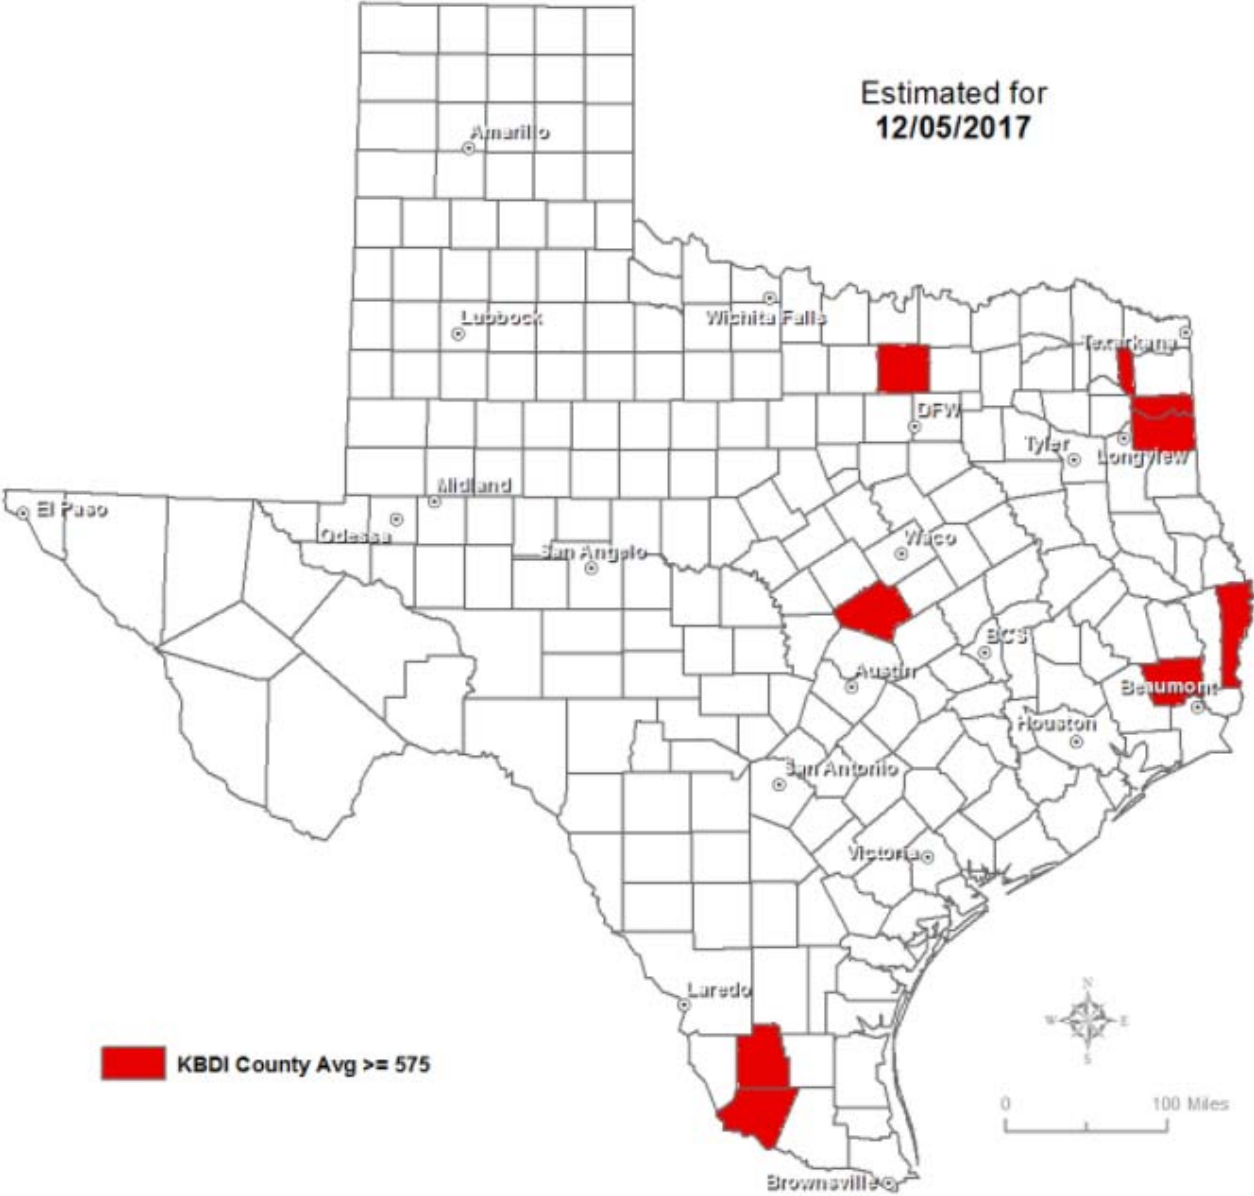 Estimated for
12/05/2017
Amarillo
Lubbock
Wichita Falls
Texarkana
DFW
Tyler
Longview
Midland
El Paso
Odessa
San Angelo
Waco
BCS
Austin
Beaumont
Houston
San Antonio
Victoria
Laredo
N
W E
S
KBDI County Avg >= 575
0 100 Miles
Brownsville